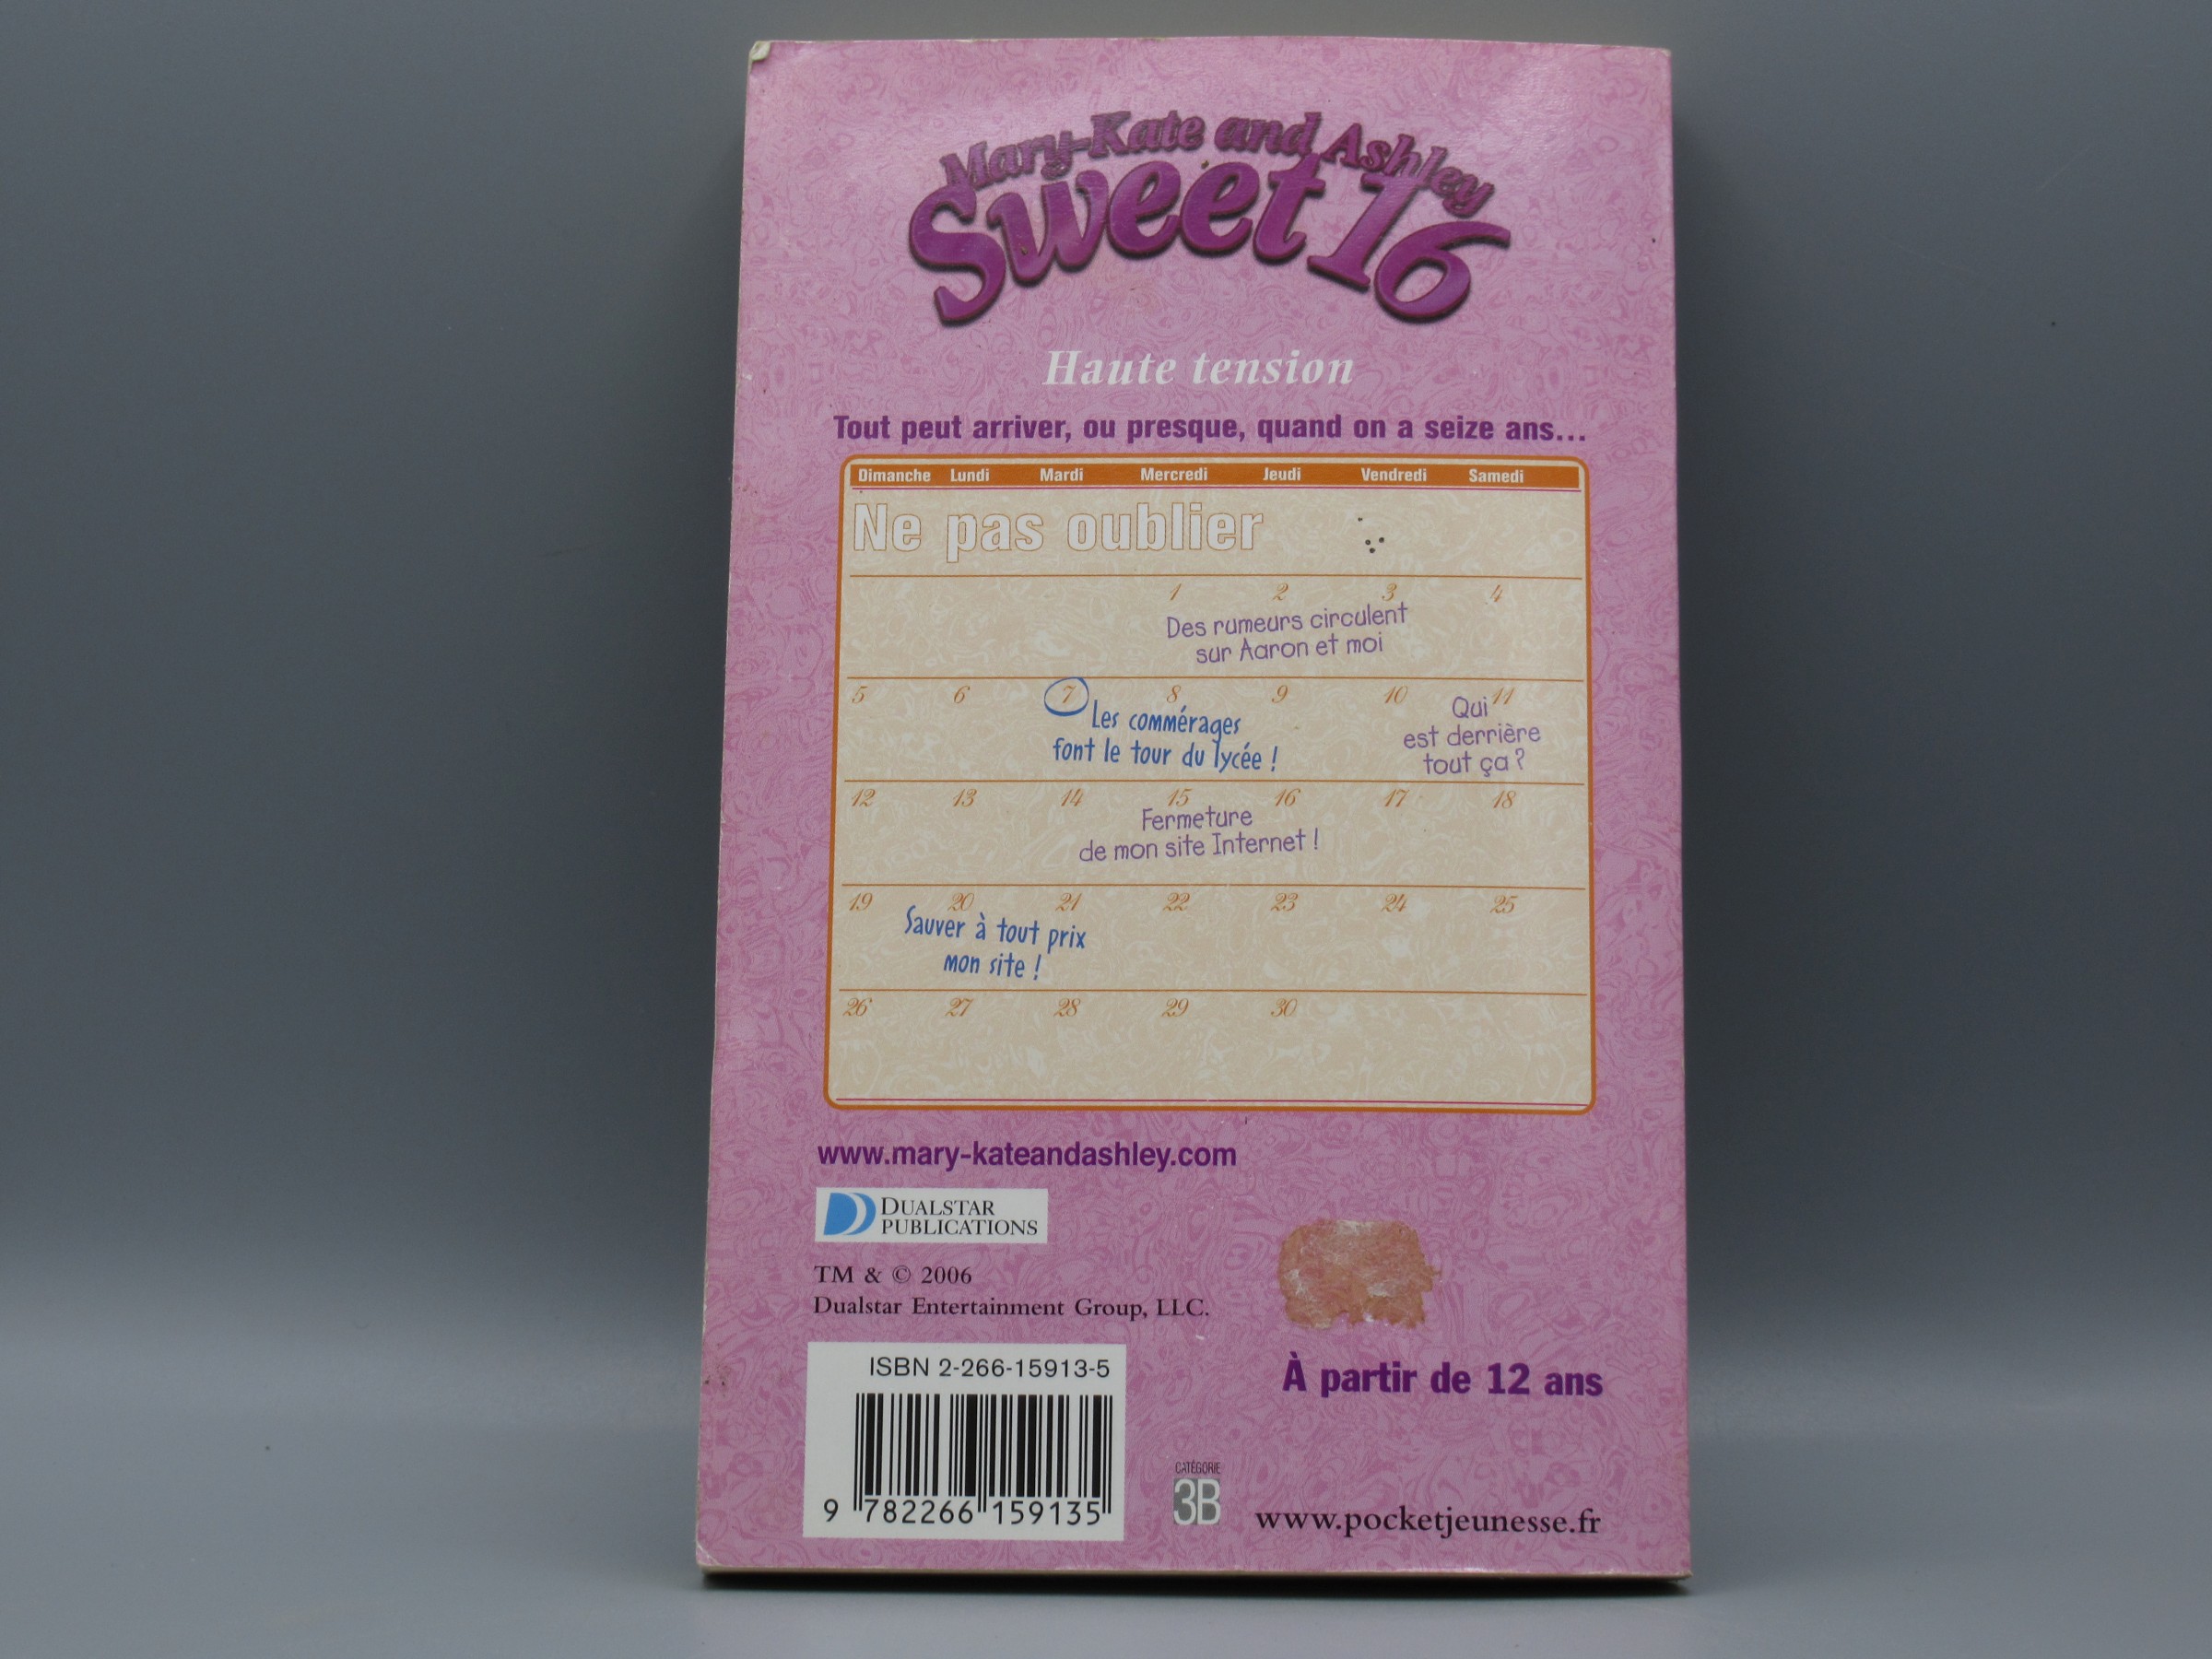 Mary-Kate and Ashley
Sweet 16
Haute tension
Tout peut arriver, ou presque, quand on a seize ans...
Dimanche Lundi Mardi Mercredi Jeudi Vendredi Samedi
Ne pas oublier
1 2 3 4
Des rumeurs circulent
sur Aaron et moi
5 6 7 8 9 10 11
Les commérages
font le tour du lycée !
Qui
est derrière
tout ça ?
12 13 14 15 16 17 18
Fermeture
de mon site Internet !
19 20 21 22 23 24 25
Sauver à tout prix
mon site !
26 27 28 29 30
www.mary-kateandashley.com
DUALSTAR
PUBLICATIONS
TM & © 2006
Dualstar Entertainment Group, LLC.
ISBN 2-266-15913-5
9 782266 159135
À partir de 12 ans
CATÉGORIE
3B
www.pocketjeunesse.fr